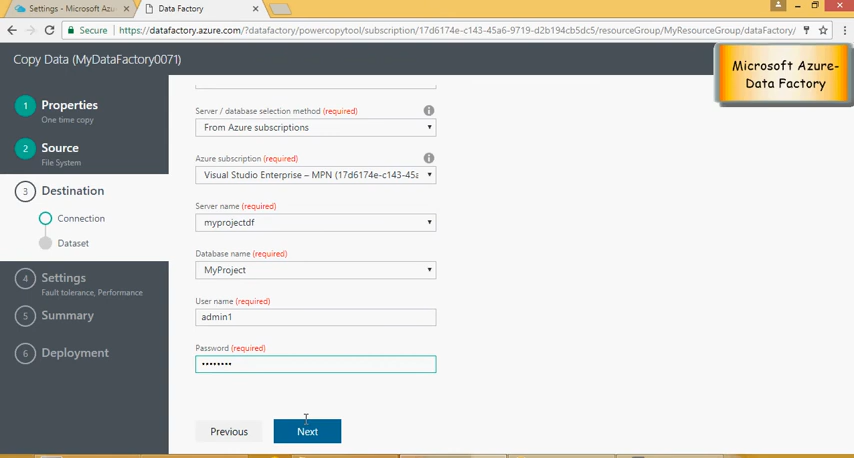 Settings - Microsoft Azu
Data Factory
Secure
https://datafactory.azure.com/?datafactory/powercopytool/subscription/17d6174e-c143-45a6-9719-d2b194cb5dc5/resourceGroup/MyResourceGroup/dataFactory/
Copy Data (MyDataFactory0071)
Microsoft Azure-
Data Factory
1 Properties
One time copy
2 Source
File System
3 Destination
Connection
Dataset
4 Settings
Fault tolerance, Performance
5 Summary
6 Deployment
Server / database selection method (required)
From Azure subscriptions
Azure subscription (required)
Visual Studio Enterprise – MPN (17d6174e-c143-45a
Server name (required)
myprojectdf
Database name (required)
MyProject
User name (required)
admin1
Password (required)
••••••••
Previous
Next